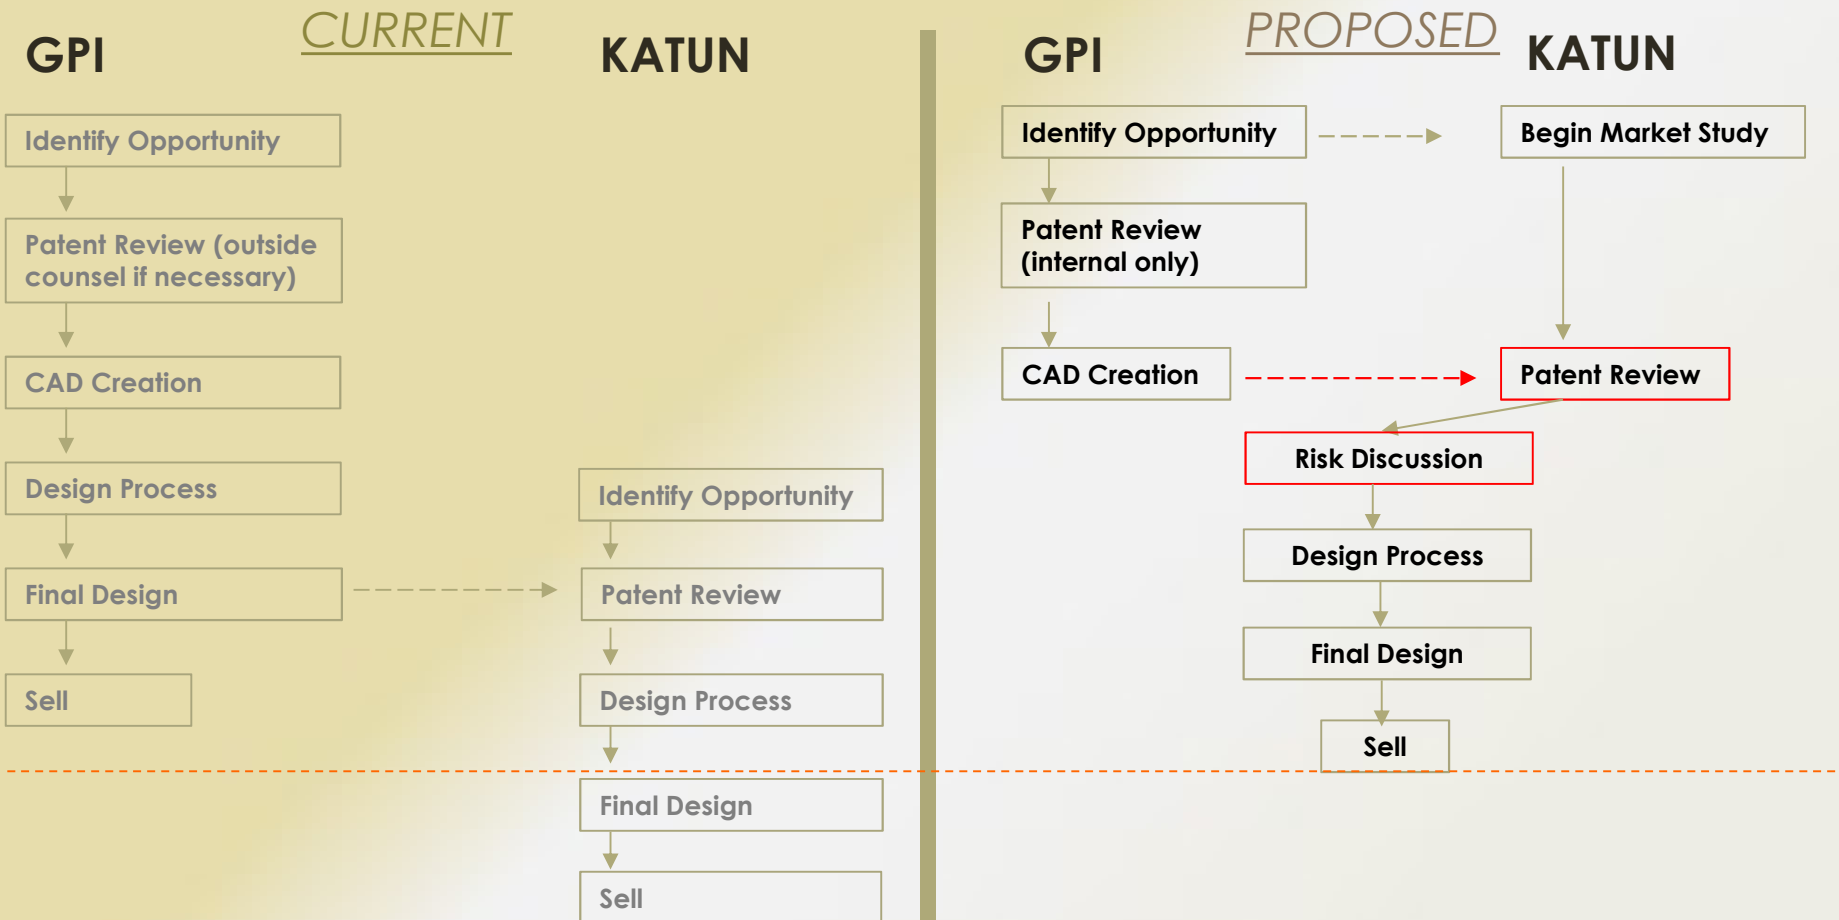 CURRENT
GPI
KATUN
Identify Opportunity
Patent Review (outside
counsel if necessary)
CAD Creation
Design Process
Final Design
Sell
Identify Opportunity
Patent Review
Design Process
Final Design
Sell
PROPOSED
GPI
KATUN
Identify Opportunity
Begin Market Study
Patent Review
(internal only)
CAD Creation
Patent Review
Risk Discussion
Design Process
Final Design
Sell